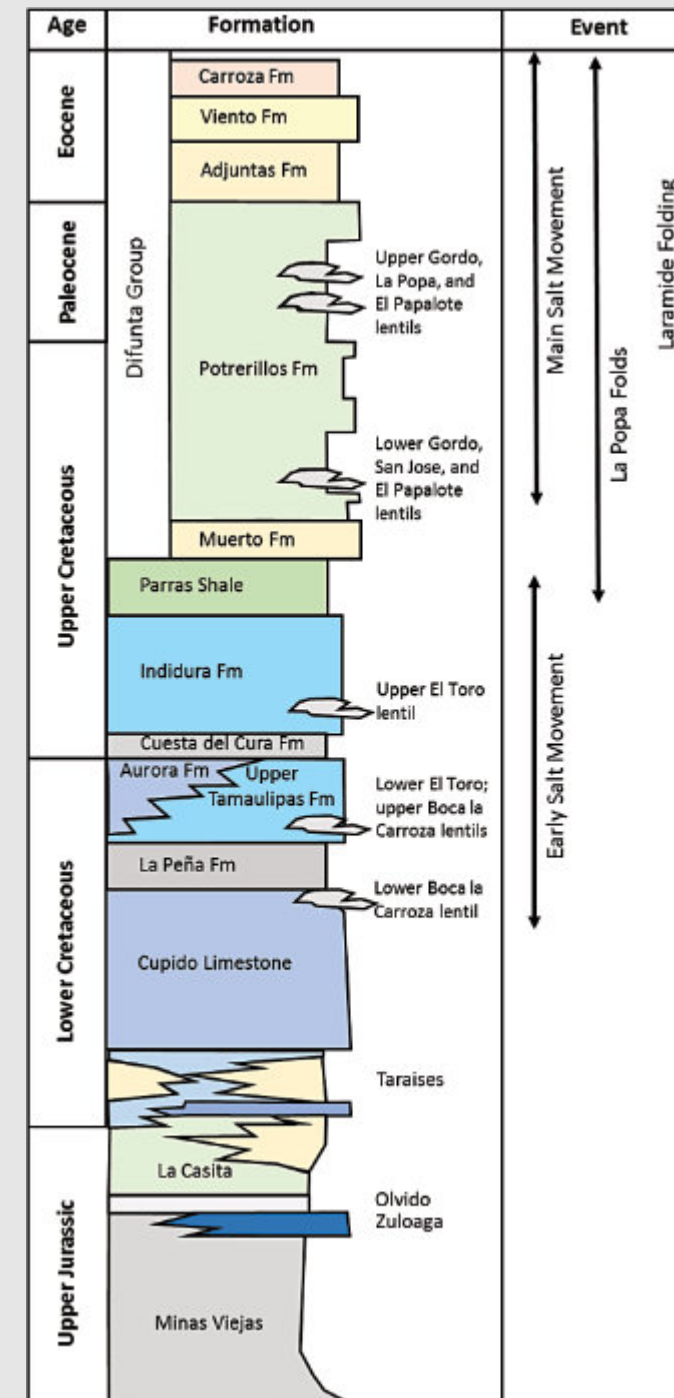 Age
Formation
Event
Eocene
Paleocene
Upper Cretaceous
Lower Cretaceous
Upper Jurassic
Difunta Group
Carroza Fm
Viento Fm
Adjuntas Fm
Potrerillos Fm
Muerto Fm
Parras Shale
Indidura Fm
Cuesta del Cura Fm
Aurora Fm
Upper
Tamaulipas Fm
La Peña Fm
Cupido Limestone
La Casita
Minas Viejas
Upper Gordo,
La Popa, and
El Papalote
lentils
Lower Gordo,
San Jose, and
El Papalote
lentils
Upper El Toro
lentil
Lower El Toro;
upper Boca la
Carroza lentils
Lower Boca la
Carroza lentil
Taraises
Olvido
Zuloaga
Main Salt Movement
Early Salt Movement
La Popa Folds
Laramide Folding